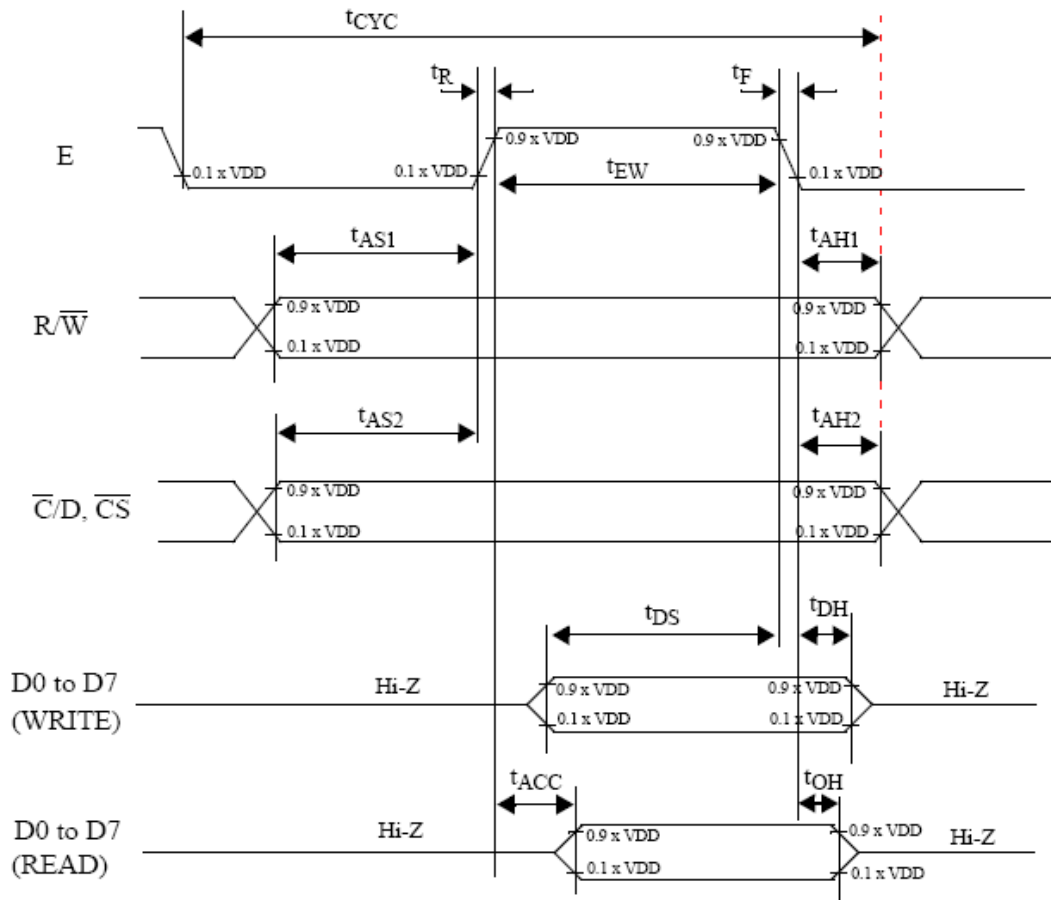 tCYC
tR tF
E
0.9 x VDD 0.9 x VDD
0.1 x VDD 0.1 x VDD tEW 0.1 x VDD
tAS1 tAH1
R/W̅
0.9 x VDD 0.9 x VDD
0.1 x VDD 0.1 x VDD
tAS2 tAH2
C̅/D, C̅S̅
0.9 x VDD 0.9 x VDD
0.1 x VDD 0.1 x VDD
tDS tDH
D0 to D7 Hi-Z 0.9 x VDD 0.9 x VDD Hi-Z
(WRITE) 0.1 x VDD 0.1 x VDD
tACC tOH
D0 to D7 Hi-Z 0.9 x VDD 0.9 x VDD Hi-Z
(READ) 0.1 x VDD 0.1 x VDD